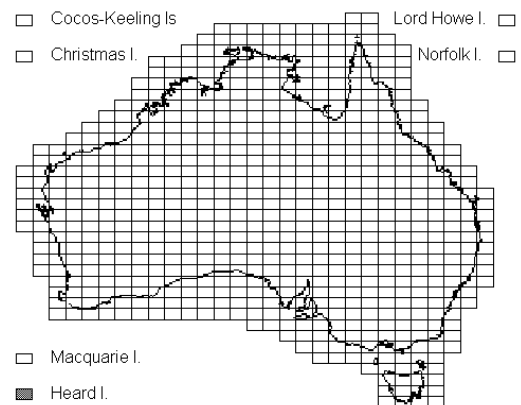 Cocos-Keeling Is
Lord Howe I.
Christmas I.
Norfolk I.
Macquarie I.
Heard I.